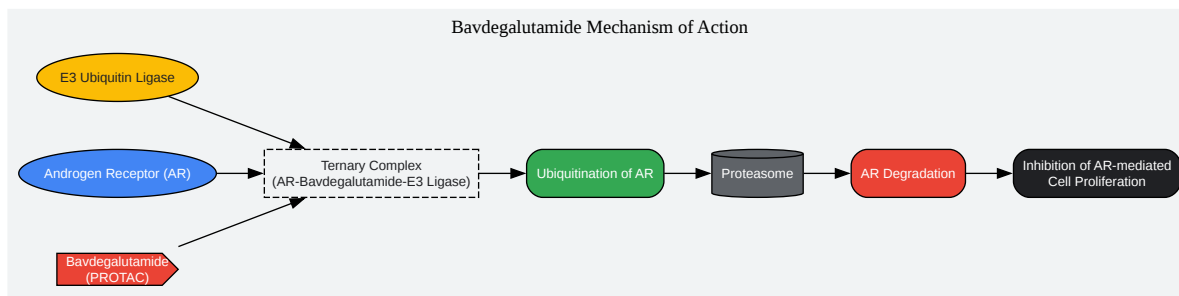 Bavdegalutamide Mechanism of Action
E3 Ubiquitin Ligase
Androgen Receptor (AR)
Bavdegalutamide
(PROTAC)
Ternary Complex
(AR-Bavdegalutamide-E3 Ligase)
Ubiquitination of AR
Proteasome
AR Degradation
Inhibition of AR-mediated
Cell Proliferation